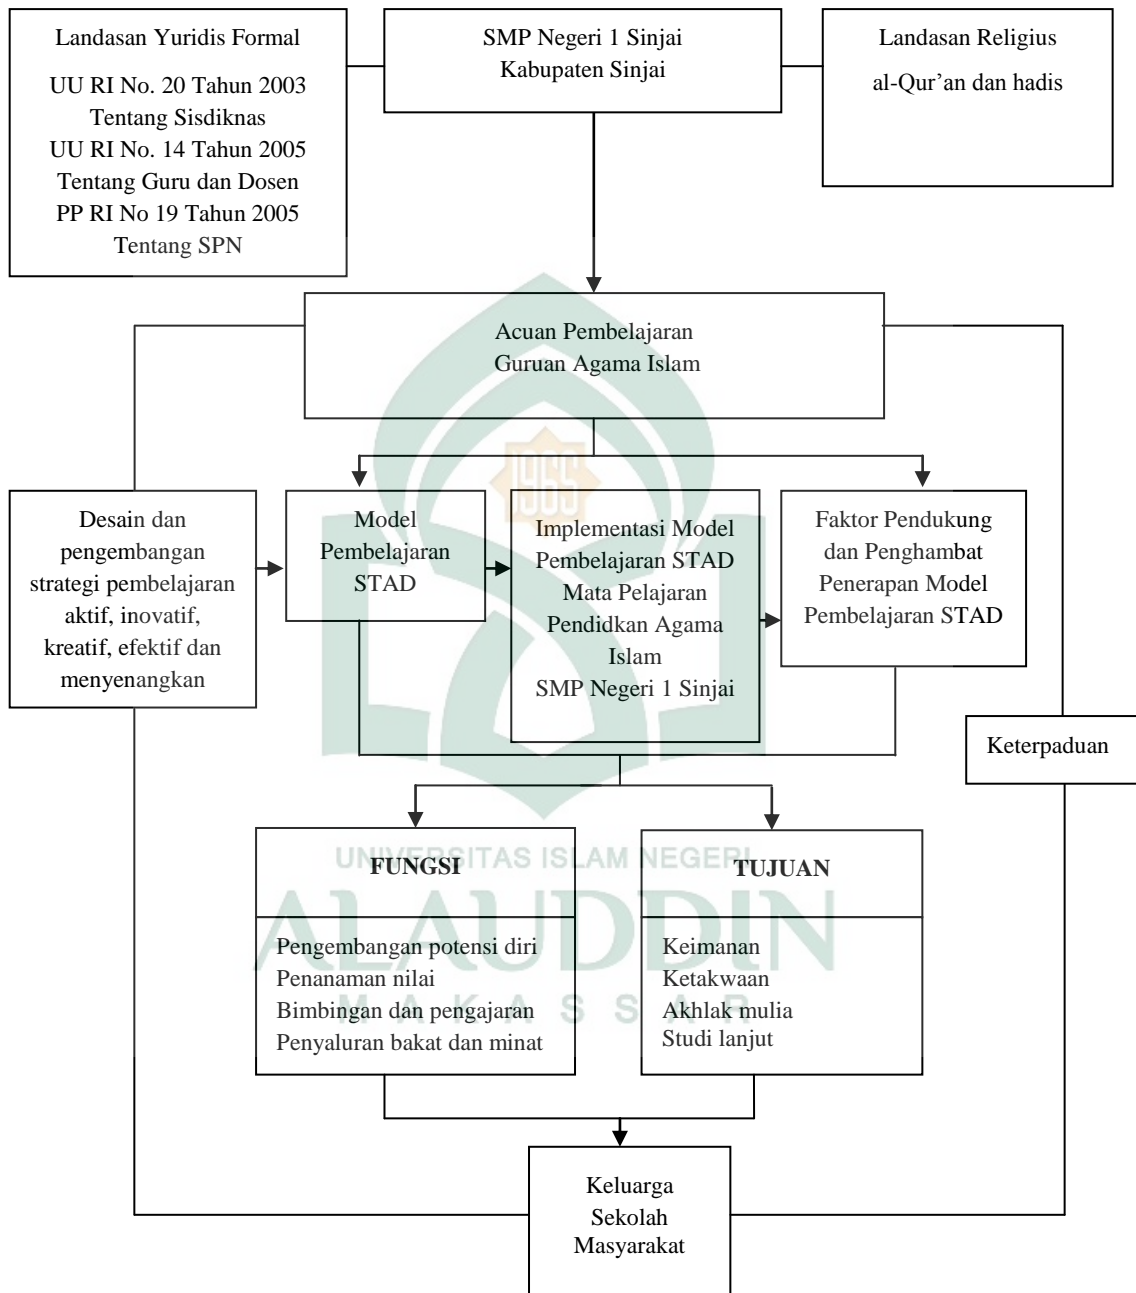 Landasan Yuridis Formal
UU RI No. 20 Tahun 2003
Tentang Sisdiknas
UU RI No. 14 Tahun 2005
Tentang Guru dan Dosen
PP RI No 19 Tahun 2005
Tentang SPN
SMP Negeri 1 Sinjai
Kabupaten Sinjai
Landasan Religius
al-Qur'an dan hadis
Acuan Pembelajaran
Guruan Agama Islam
1965
Desain dan
pengembangan
strategi pembelajaran
aktif, inovatif,
kreatif, efektif dan
menyenangkan
Model
Pembelajaran
STAD
Implementasi Model
Pembelajaran STAD
Mata Pelajaran
Pendidkan Agama
Islam
SMP Negeri 1 Sinjai
Faktor Pendukung
dan Penghambat
Penerapan Model
Pembelajaran STAD
Keterpaduan
UNIVERSITAS ISLAM NEGERI
ALAUDDIN
MAKASSAR
FUNGSI
Pengembangan potensi diri
Penanaman nilai
Bimbingan dan pengajaran
Penyaluran bakat dan minat
TUJUAN
Keimanan
Ketakwaan
Akhlak mulia
Studi lanjut
Keluarga
Sekolah
Masyarakat